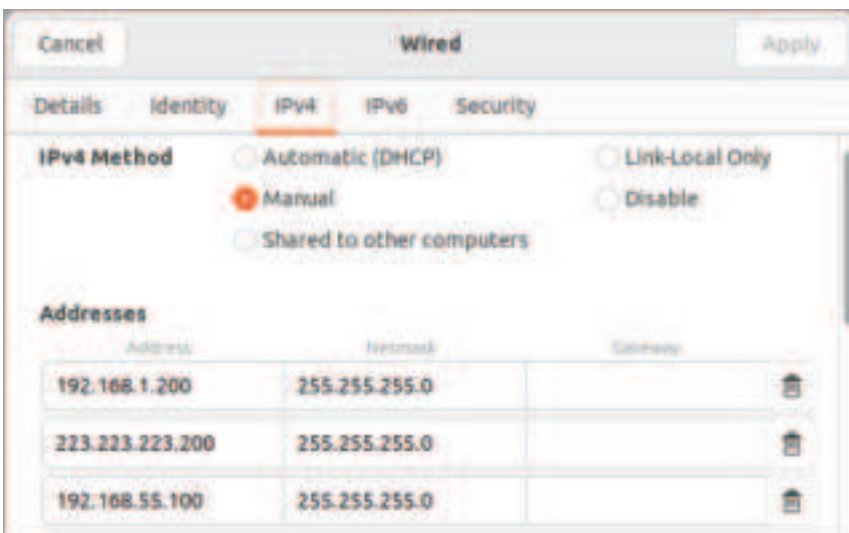 Cancel Wired Apply
Details Identity IPv4 IPv6 Security
IPv4 Method Automatic (DHCP) Link-Local Only
Manual Disable
Shared to other computers
Addresses
Address Netmask Gateway
192.168.1.200 255.255.255.0
223.223.223.200 255.255.255.0
192.168.55.100 255.255.255.0